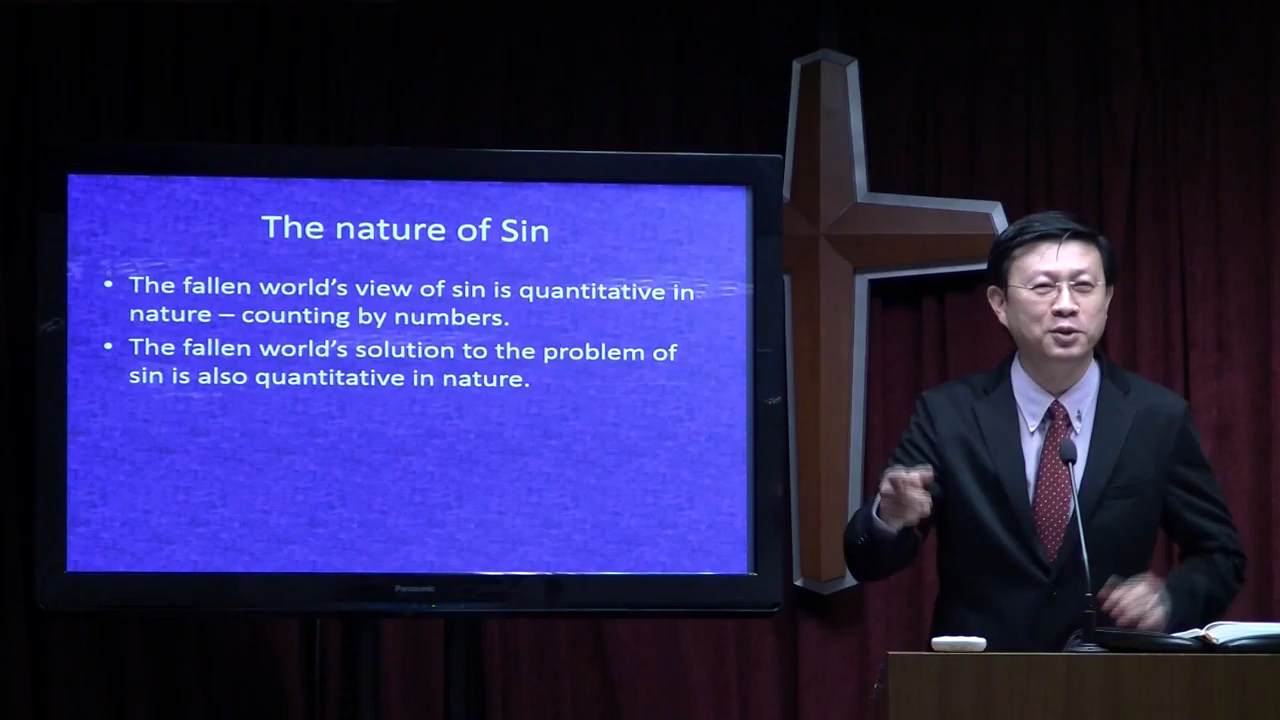 The nature of Sin
• The fallen world's view of sin is quantitative in
nature – counting by numbers.
• The fallen world's solution to the problem of
sin is also quantitative in nature.
Panasonic